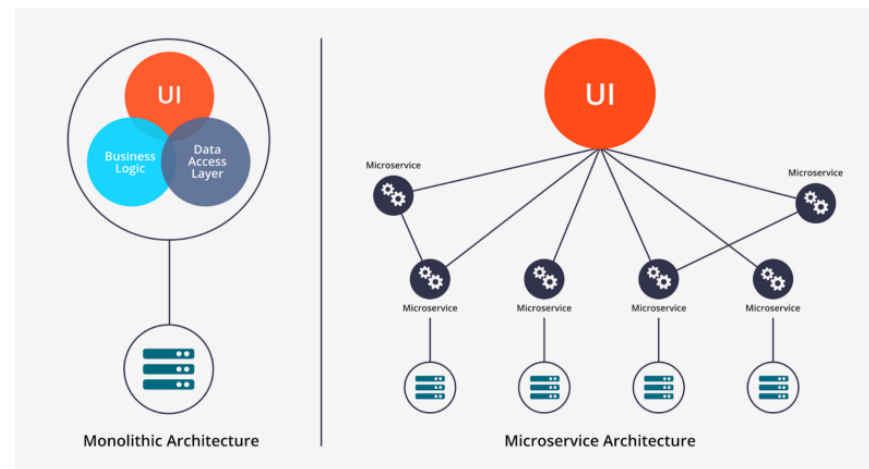 UI
Business
Logic
Data
Access
Layer
Monolithic Architecture
UI
Microservice
Microservice
Microservice
Microservice
Microservice
Microservice
Microservice Architecture